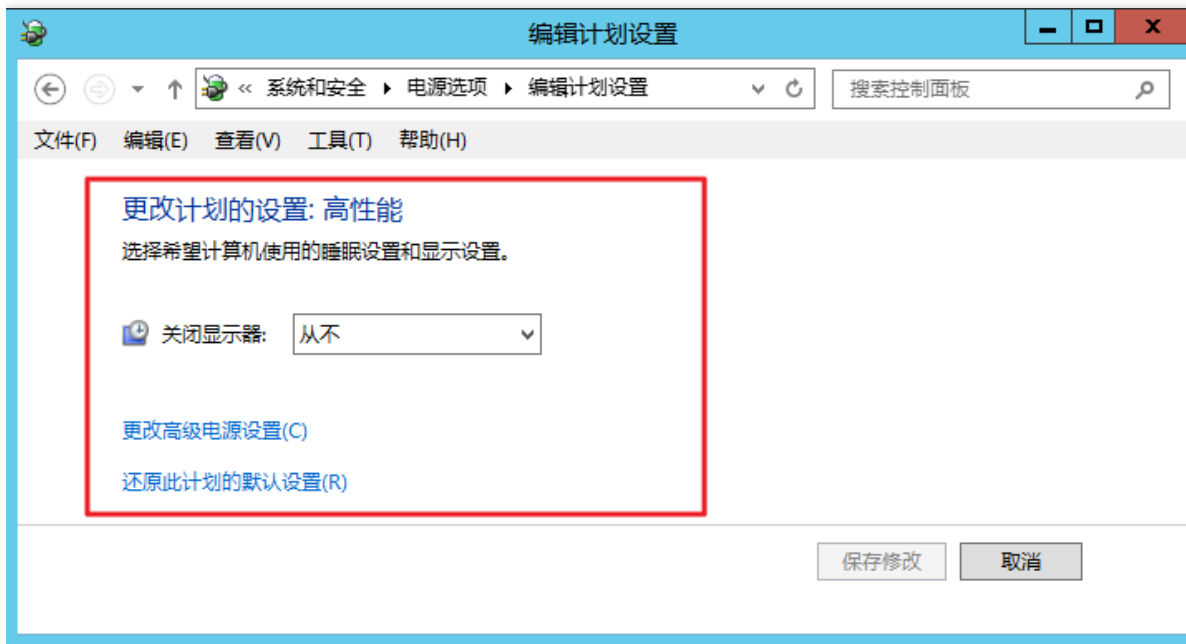 编辑计划设置
« 系统和安全 ▸ 电源选项 ▸ 编辑计划设置
搜索控制面板
文件(F) 编辑(E) 查看(V) 工具(T) 帮助(H)
更改计划的设置: 高性能
选择希望计算机使用的睡眠设置和显示设置。
关闭显示器: 从不
更改高级电源设置(C)
还原此计划的默认设置(R)
保存修改 取消